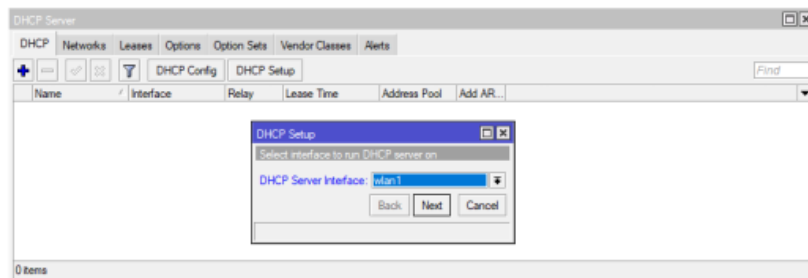 DHCP Server
DHCP Networks Leases Options Option Sets Vendor Classes Alerts
DHCP Config DHCP Setup Find
Name Interface Relay Lease Time Address Pool Add AR...
DHCP Setup
Select interface to run DHCP server on
DHCP Server Interface: wlan1
Back Next Cancel
0 items